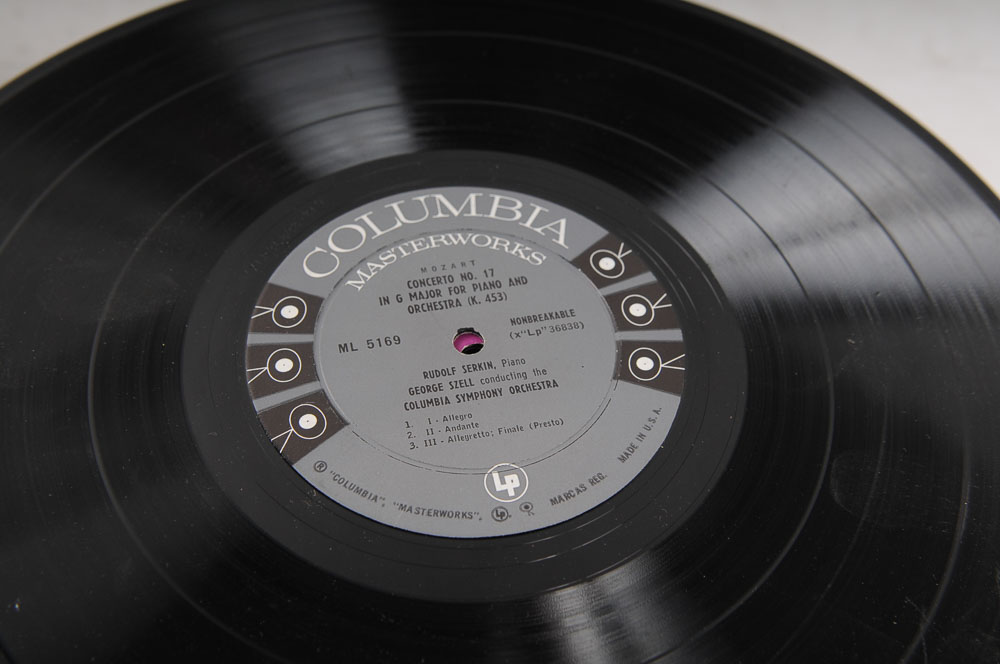 COLUMBIA
MASTERWORKS
MOZART
CONCERTO NO. 17
IN G MAJOR FOR PIANO AND
ORCHESTRA (K. 453)
ML 5169
NONBREAKABLE
(x"Lp"36838)
RUDOLF SERKIN, Piano
GEORGE SZELL conducting the
COLUMBIA SYMPHONY ORCHESTRA
1. I - Allegro
2. II - Andante
3. III - Allegretto; Finale (Presto)
Lp
® "COLUMBIA", "MASTERWORKS", Lp, MARCAS REG. MADE IN U.S.A.